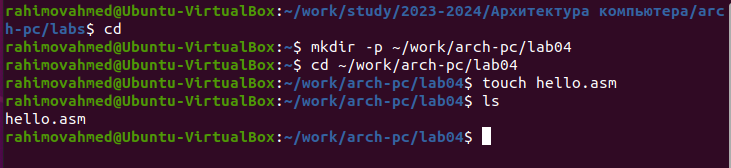 rahimovahmed@Ubuntu-VirtualBox:~/work/study/2023-2024/Архитектура компьютера/arc
h-pc/labs$ cd
rahimovahmed@Ubuntu-VirtualBox:~$ mkdir -p ~/work/arch-pc/lab04
rahimovahmed@Ubuntu-VirtualBox:~$ cd ~/work/arch-pc/lab04
rahimovahmed@Ubuntu-VirtualBox:~/work/arch-pc/lab04$ touch hello.asm
rahimovahmed@Ubuntu-VirtualBox:~/work/arch-pc/lab04$ ls
hello.asm
rahimovahmed@Ubuntu-VirtualBox:~/work/arch-pc/lab04$